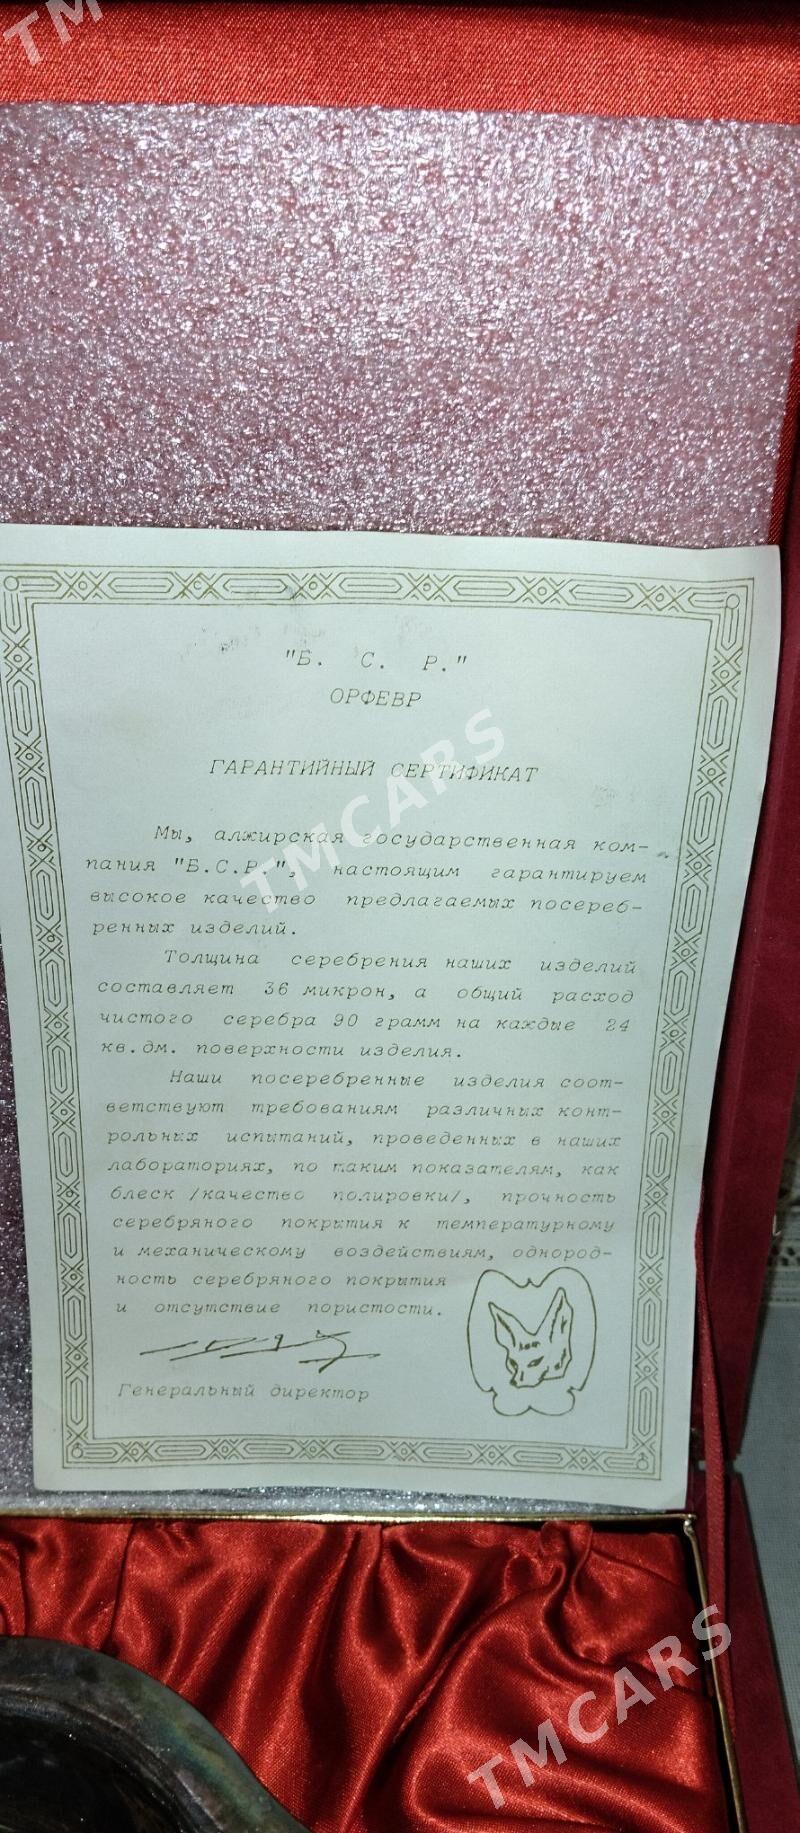 TMCARS
"Б. С. Р."
ОРФЕВР
ГАРАНТИЙНЫЙ СЕРТИФИКАТ
TMCARS
Мы, алжирская государственная ком-
пания "Б.С.Р.", настоящим гарантируем
высокое качество предлагаемых посереб-
ренных изделий.
Толщина серебрения наших изделий
составляет 36 микрон, а общий расход
чистого серебра 90 грамм на каждые 24
кв.дм. поверхности изделия.
Наши посеребренные изделия соот-
ветствуют требованиям различных конт-
рольных испытаний, проведенных в наших
лабораториях, по таким показателям, как
блеск /качество полировки/, прочность
серебряного покрытия к температурному
и механическому воздействиям, однород-
ность серебряного покрытия
и отсутствие пористости.
Генеральный директор
TMCARS